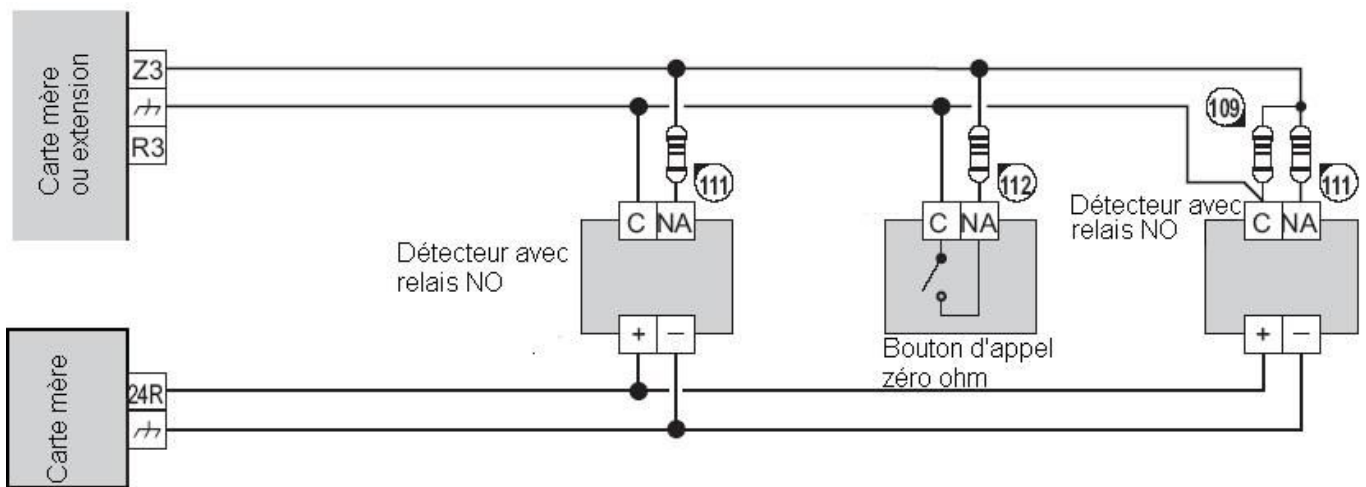 Carte mère
ou extension
Z3
R3
109
111
112
111
C NA
C NA
C NA
Détecteur avec
relais NO
Bouton d'appel
zéro ohm
Détecteur avec
relais NO
+ −
+ −
Carte mère
24R